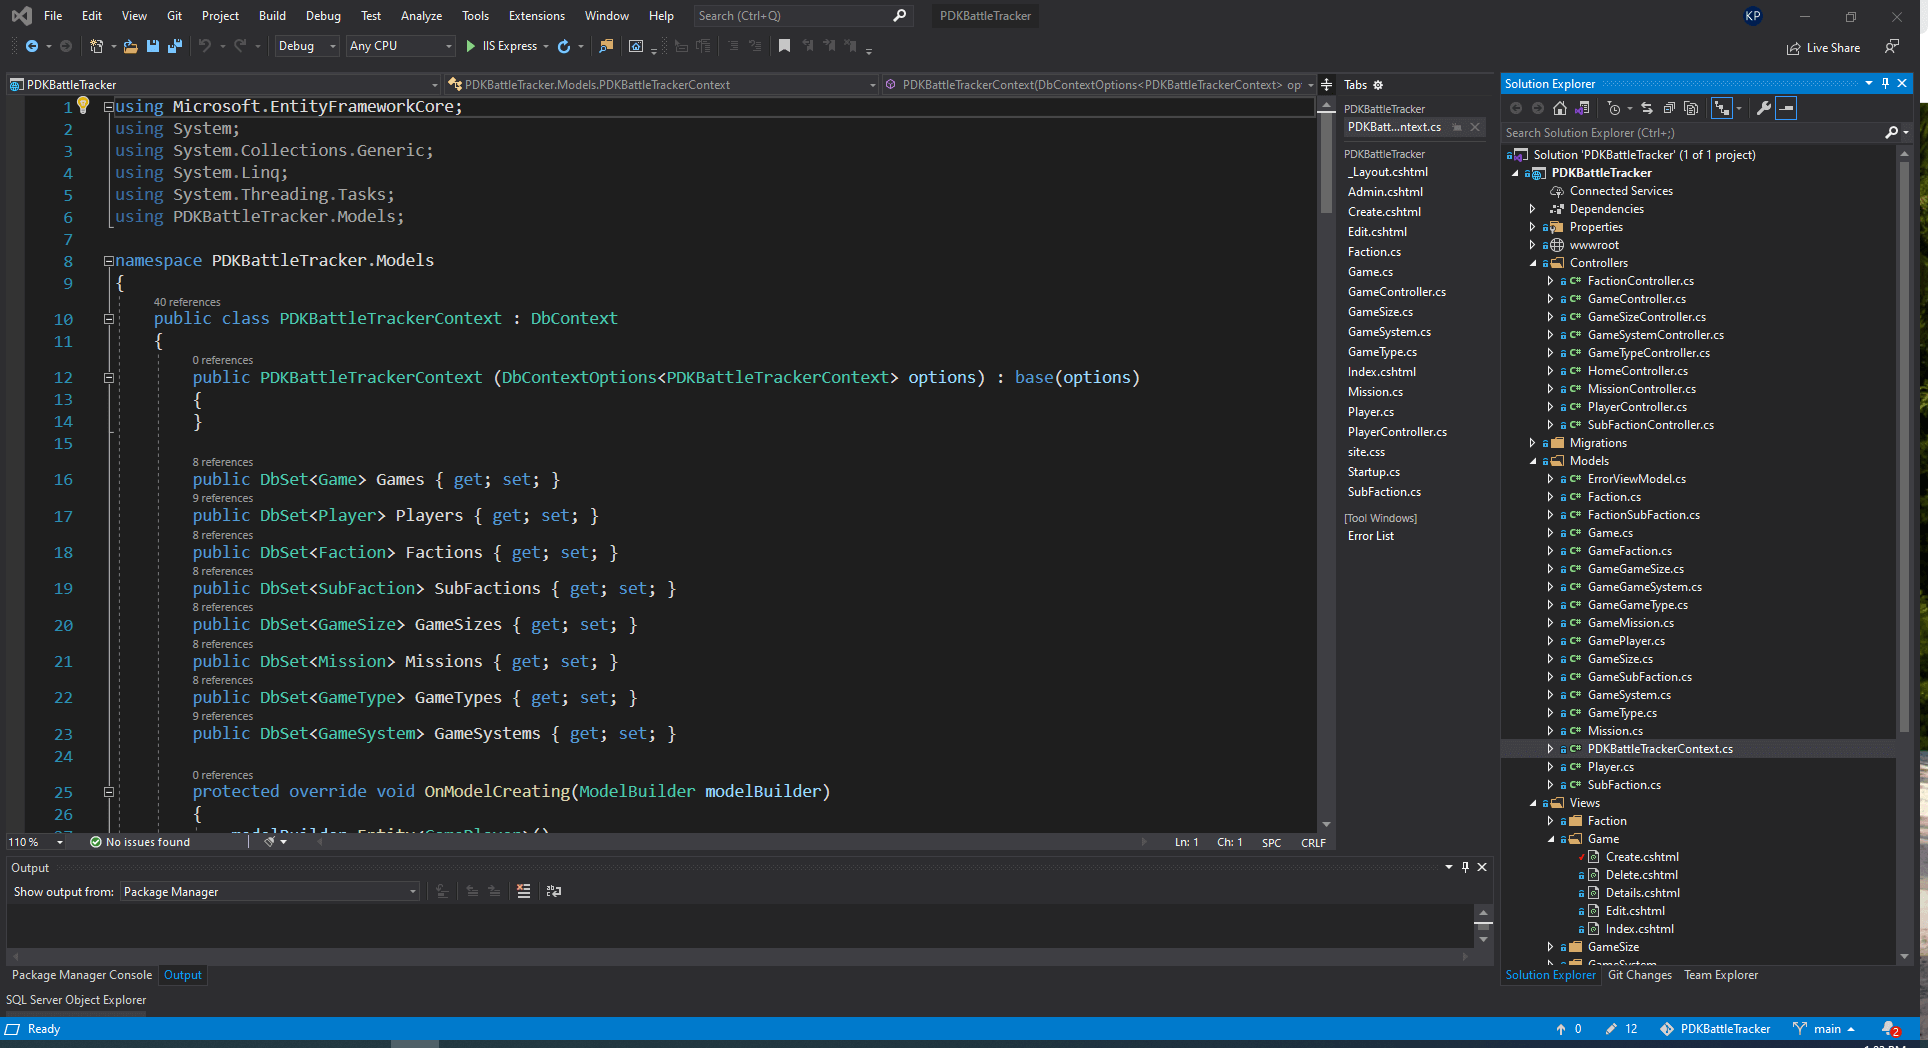 File Edit View Git Project Build Debug Test Analyze Tools Extensions Window Help Search (Ctrl+Q) PDKBattleTracker KP
Debug Any CPU IIS Express Live Share
PDKBattleTracker PDKBattleTracker.Models.PDKBattleTrackerContext PDKBattleTrackerContext(DbContextOptions<PDKBattleTrackerContext> op
1 using Microsoft.EntityFrameworkCore;
2 using System;
3 using System.Collections.Generic;
4 using System.Linq;
5 using System.Threading.Tasks;
6 using PDKBattleTracker.Models;
7
8 namespace PDKBattleTracker.Models
9 {
40 references
10 public class PDKBattleTrackerContext : DbContext
11 {
0 references
12 public PDKBattleTrackerContext (DbContextOptions<PDKBattleTrackerContext> options) : base(options)
13 {
14 }
15
8 references
16 public DbSet<Game> Games { get; set; }
9 references
17 public DbSet<Player> Players { get; set; }
8 references
18 public DbSet<Faction> Factions { get; set; }
8 references
19 public DbSet<SubFaction> SubFactions { get; set; }
8 references
20 public DbSet<GameSize> GameSizes { get; set; }
8 references
21 public DbSet<Mission> Missions { get; set; }
8 references
22 public DbSet<GameType> GameTypes { get; set; }
9 references
23 public DbSet<GameSystem> GameSystems { get; set; }
24
0 references
25 protected override void OnModelCreating(ModelBuilder modelBuilder)
26 {
110 % No issues found Ln: 1 Ch: 1 SPC CRLF
Tabs
PDKBattleTracker
PDKBatt...ntext.cs
PDKBattleTracker
_Layout.cshtml
Admin.cshtml
Create.cshtml
Edit.cshtml
Faction.cs
Game.cs
GameController.cs
GameSize.cs
GameSystem.cs
GameType.cs
Index.cshtml
Mission.cs
Player.cs
PlayerController.cs
site.css
Startup.cs
SubFaction.cs
[Tool Windows]
Error List
Solution Explorer
Search Solution Explorer (Ctrl+;)
Solution 'PDKBattleTracker' (1 of 1 project)
PDKBattleTracker
Connected Services
Dependencies
Properties
wwwroot
Controllers
C# FactionController.cs
C# GameController.cs
C# GameSizeController.cs
C# GameSystemController.cs
C# GameTypeController.cs
C# HomeController.cs
C# MissionController.cs
C# PlayerController.cs
C# SubFactionController.cs
Migrations
Models
C# ErrorViewModel.cs
C# Faction.cs
C# FactionSubFaction.cs
C# Game.cs
C# GameFaction.cs
C# GameGameSize.cs
C# GameGameSystem.cs
C# GameGameType.cs
C# GameMission.cs
C# GamePlayer.cs
C# GameSize.cs
C# GameSubFaction.cs
C# GameSystem.cs
C# GameType.cs
C# Mission.cs
C# PDKBattleTrackerContext.cs
C# Player.cs
C# SubFaction.cs
Views
Faction
Game
Create.cshtml
Delete.cshtml
Details.cshtml
Edit.cshtml
Index.cshtml
GameSize
Solution Explorer Git Changes Team Explorer
Output
Show output from: Package Manager
Package Manager Console Output
SQL Server Object Explorer
Ready 0 12 PDKBattleTracker main 2